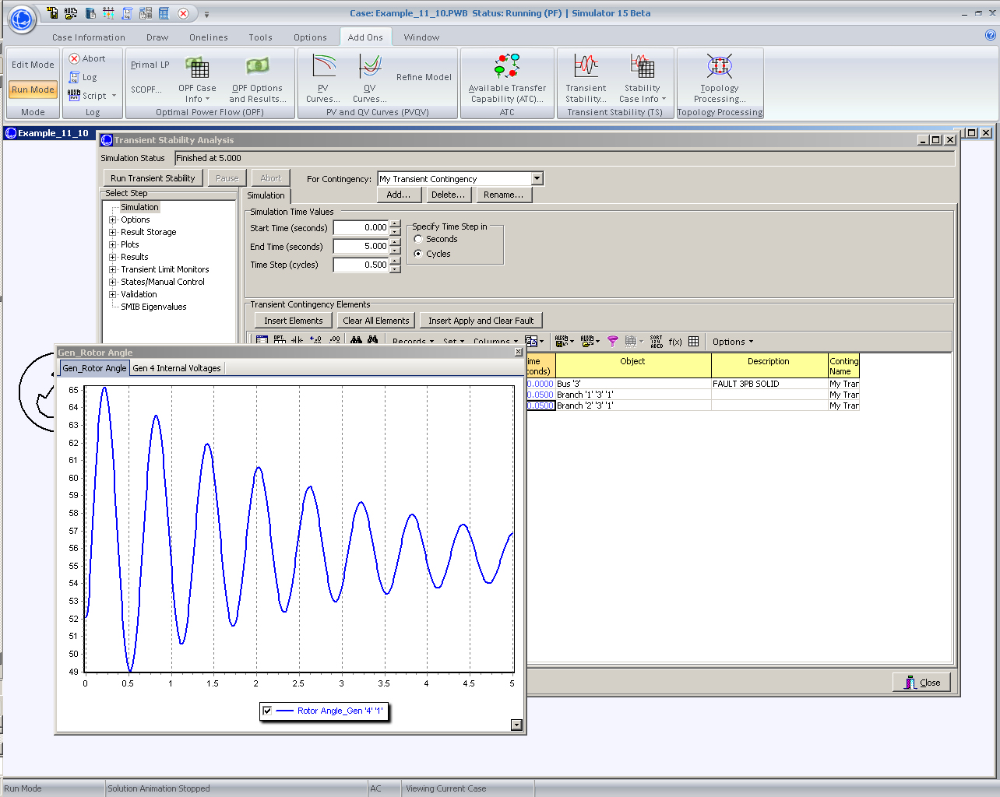 Case: Example_11_10.PWB Status: Running (PF) | Simulator 15 Beta
Case Information Draw Onelines Tools Options Add Ons Window
Edit Mode
Run Mode
Mode
Abort
Log
Script
Log
Primal LP
SCOPF...
OPF Case Info
OPF Options and Results...
Optimal Power Flow (OPF)
PV Curves...
QV Curves...
Refine Model
PV and QV Curves (PVQV)
Available Transfer Capability (ATC)...
ATC
Transient Stability...
Stability Case Info
Transient Stability (TS)
Topology Processing...
Topology Processing
Example_11_10
Transient Stability Analysis
Simulation Status Finished at 5.000
Run Transient Stability Pause Abort For Contingency: My Transient Contingency
Add... Delete... Rename...
Select Step
Simulation
Options
Result Storage
Plots
Results
Transient Limit Monitors
States/Manual Control
Validation
SMIB Eigenvalues
Simulation
Simulation Time Values
Start Time (seconds) 0.000
End Time (seconds) 5.000
Time Step (cycles) 0.500
Specify Time Step in
Seconds
Cycles
Transient Contingency Elements
Insert Elements Clear All Elements Insert Apply and Clear Fault
Records Set Columns Options
Object Description Conting Name
0.0000 Bus '3' FAULT 3PB SOLID My Tran
0.0500 Branch '1' '3' '1' My Tran
0.0500 Branch '2' '3' '1' My Tran
Gen_Rotor Angle
Gen_Rotor Angle Gen 4 Internal Voltages
65
64
63
62
61
60
59
58
57
56
55
54
53
52
51
50
49
0 0.5 1 1.5 2 2.5 3 3.5 4 4.5 5
Rotor Angle_Gen '4' '1'
Close
Run Mode Solution Animation Stopped AC Viewing Current Case